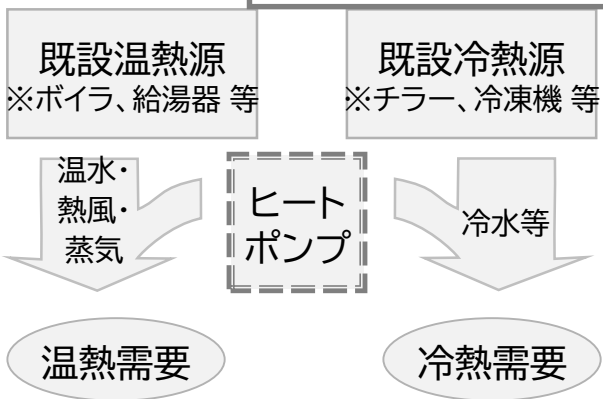 既設温熱源
※ボイラ、給湯器 等
既設冷熱源
※チラー、冷凍機 等
温水・
熱風・
蒸気
ヒート
ポンプ
冷水等
温熱需要
冷熱需要